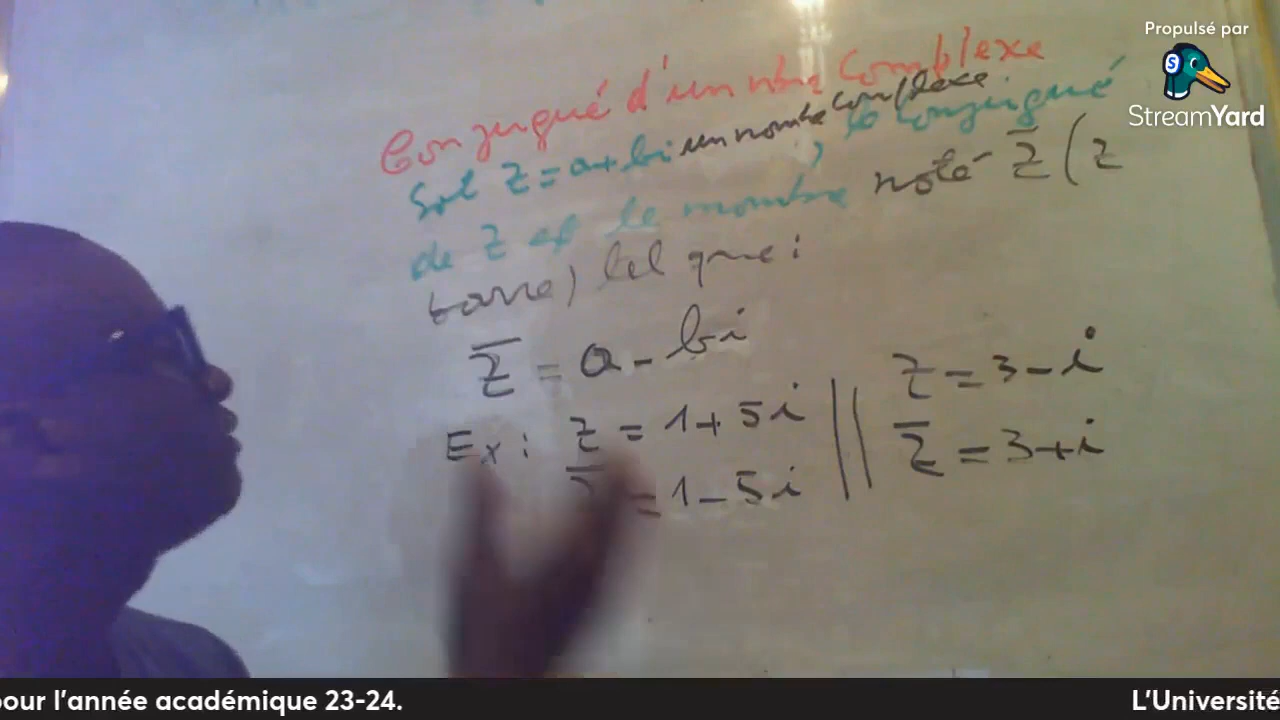 Propulsé par
StreamYard
Conjugué d'un nbre Complexe
Soit Z = a+bi un nombre complexe, le conjugué
de Z est le nombre noté Z̄ (Z
barre) tel que :
Z̄ = a - bi
Ex : Z = 1 + 5i || Z = 3 - i
Z̄ = 1 - 5i || Z̄ = 3 + i
pour l'année académique 23-24. L'Université